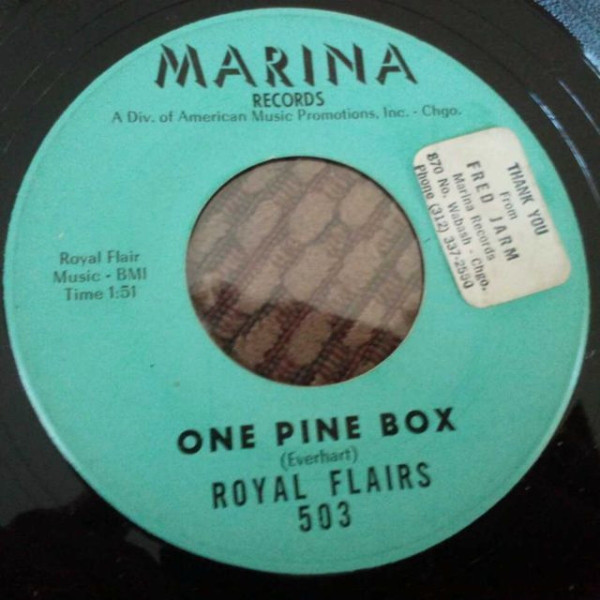 MARINA
RECORDS
A Div. of American Music Promotions, Inc. - Chgo.
Royal Flair
Music - BMI
Time 1:51
THANK YOU
From
FRED JARM
Marina Records
870 No. Wabash - Chgo.
Phone (312) 337-2550
ONE PINE BOX
(Everhart)
ROYAL FLAIRS
503